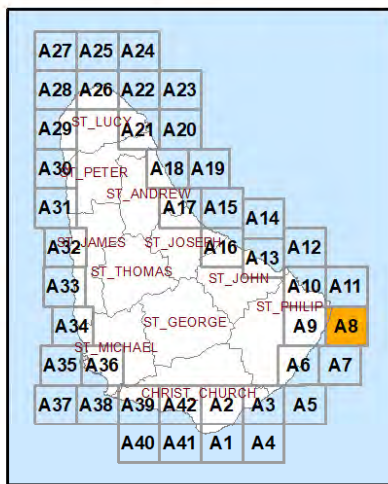 A27 A25 A24
A28 A26 A22 A23
ST_LUCY
A29 A21 A20
A30 A18 A19
ST_PETER
ST_ANDREW
A31 A17 A15 A14
A32 A16 A13 A12
ST_JAMES ST_JOSEPH
ST_THOMAS ST_JOHN
A33 A10 A11
ST_PHILIP
A34 A9 A8
ST_GEORGE
ST_MICHAEL
A35 A36 A6 A7
CHRIST_CHURCH
A37 A38 A39 A42 A2 A3 A5
A40 A41 A1 A4